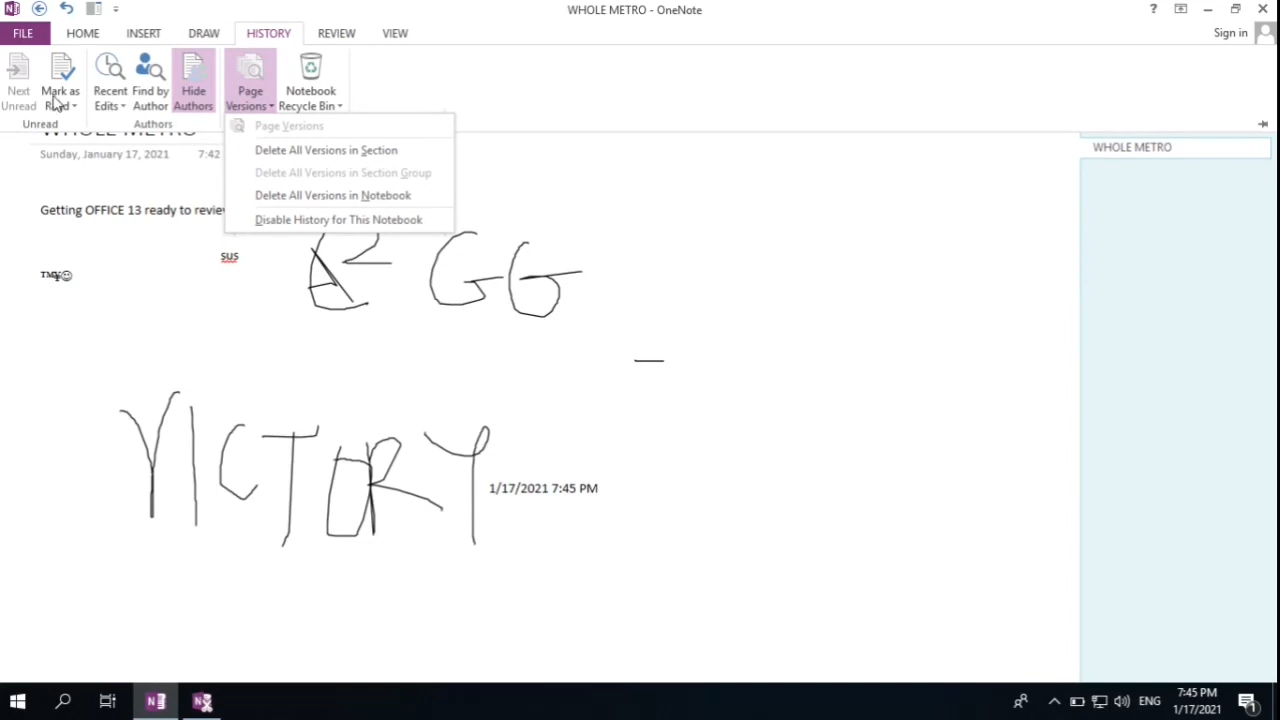 WHOLE METRO - OneNote
?
FILE HOME INSERT DRAW HISTORY REVIEW VIEW
Sign in
Next Unread
Mark as Read
Recent Edits
Find by Author
Hide Authors
Page Versions
Notebook Recycle Bin
Unread
Authors
Page Versions
Delete All Versions in Section
Delete All Versions in Section Group
Delete All Versions in Notebook
Disable History for This Notebook
WHOLE METRO
WHOLE METRO
Sunday, January 17, 2021 7:42
Getting OFFICE 13 ready to review
sus
GG
VICTORY
1/17/2021 7:45 PM
ENG
7:45 PM
1/17/2021
1